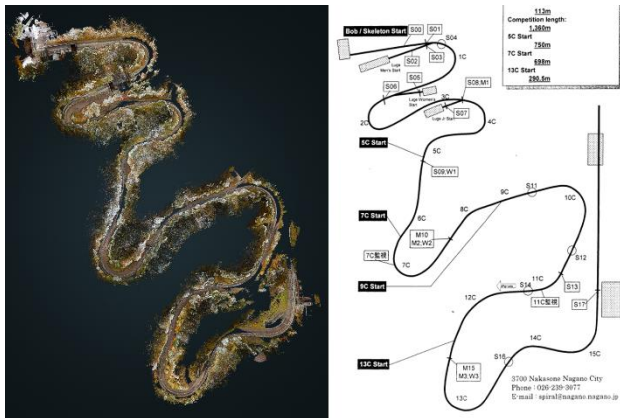 113m
Competition length:
1,360m
5C Start
750m
7C Start
698m
13C Start
290.5m
Bob / Skeleton Start
S00
S01
S04
S02
S03
Luge
Men's Start
1C
S05
S06
Luge Women's
Start
S08;M1
3C
S07
Luge Jr Start
2C
4C
5C Start
5C
S09;W1
9C
S11
10C
7C Start
6C
8C
M10
M2;W2
7C監視
7C
S12
9C Start
11C
S13
S14
11C監視
S17
12C
14C
15C
13C Start
S16
M15
M3;W3
13C
3700 Nakasone Nagano City
Phone : 026-239-3077
E-mail : spiral@nagano.nagano.jp